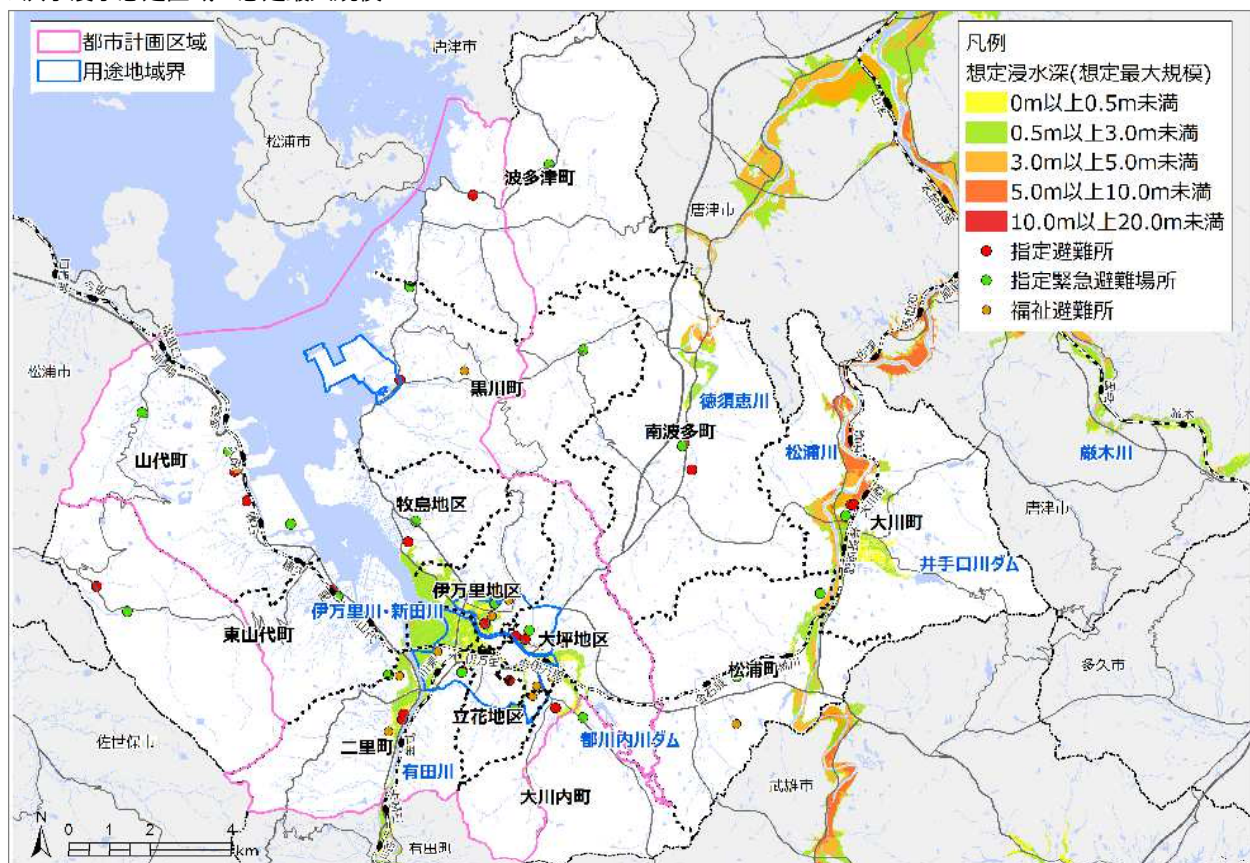 都市計画区域
用途地域界
凡例
想定浸水深(想定最大規模)
0m以上0.5m未満
0.5m以上3.0m未満
3.0m以上5.0m未満
5.0m以上10.0m未満
10.0m以上20.0m未満
指定避難所
指定緊急避難場所
福祉避難所
唐津市
松浦市
波多津町
唐津市
松浦市
黒川町
徳須恵川
南波多町
松浦川
厳木川
山代町
牧島地区
大川町
唐津市
井手口川ダム
伊万里地区
伊万里川・新田川
東山代町
大坪地区
松浦町
多久市
立花地区
都川内川ダム
佐世保市
二里町
有田川
大川内町
武雄市
有田町
N
0 1 2 4
km